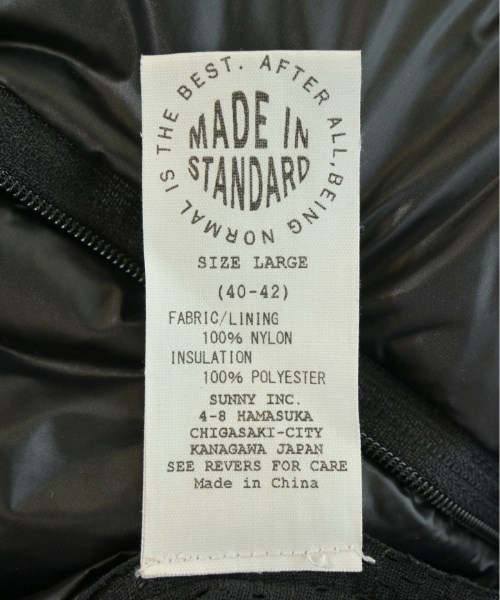 AFTER ALL, BEING NORMAL IS THE BEST.
MADE IN
STANDARD
SIZE LARGE
(40-42)
FABRIC/LINING
100% NYLON
INSULATION
100% POLYESTER
SUNNY INC.
4-8 HAMASUKA
CHIGASAKI-CITY
KANAGAWA JAPAN
SEE REVERS FOR CARE
Made in China